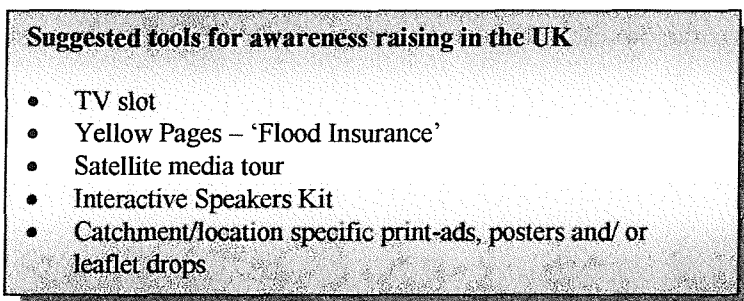 Suggested tools for awareness raising in the UK
• TV slot
• Yellow Pages – ‘Flood Insurance’
• Satellite media tour
• Interactive Speakers Kit
• Catchment/location specific print-ads, posters and/ or
leaflet drops